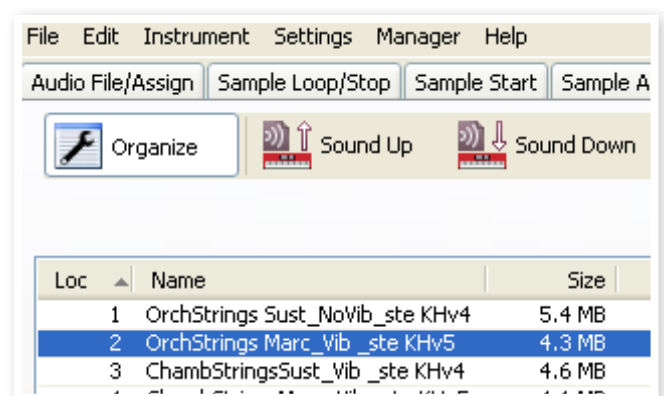 File Edit Instrument Settings Manager Help
Audio File/Assign Sample Loop/Stop Sample Start Sample A
Organize Sound Up Sound Down
Loc Name Size
1 OrchStrings Sust_NoVib_ste KHv4 5.4 MB
2 OrchStrings Marc_Vib _ste KHv5 4.3 MB
3 ChambStringsSust_Vib _ste KHv4 4.6 MB